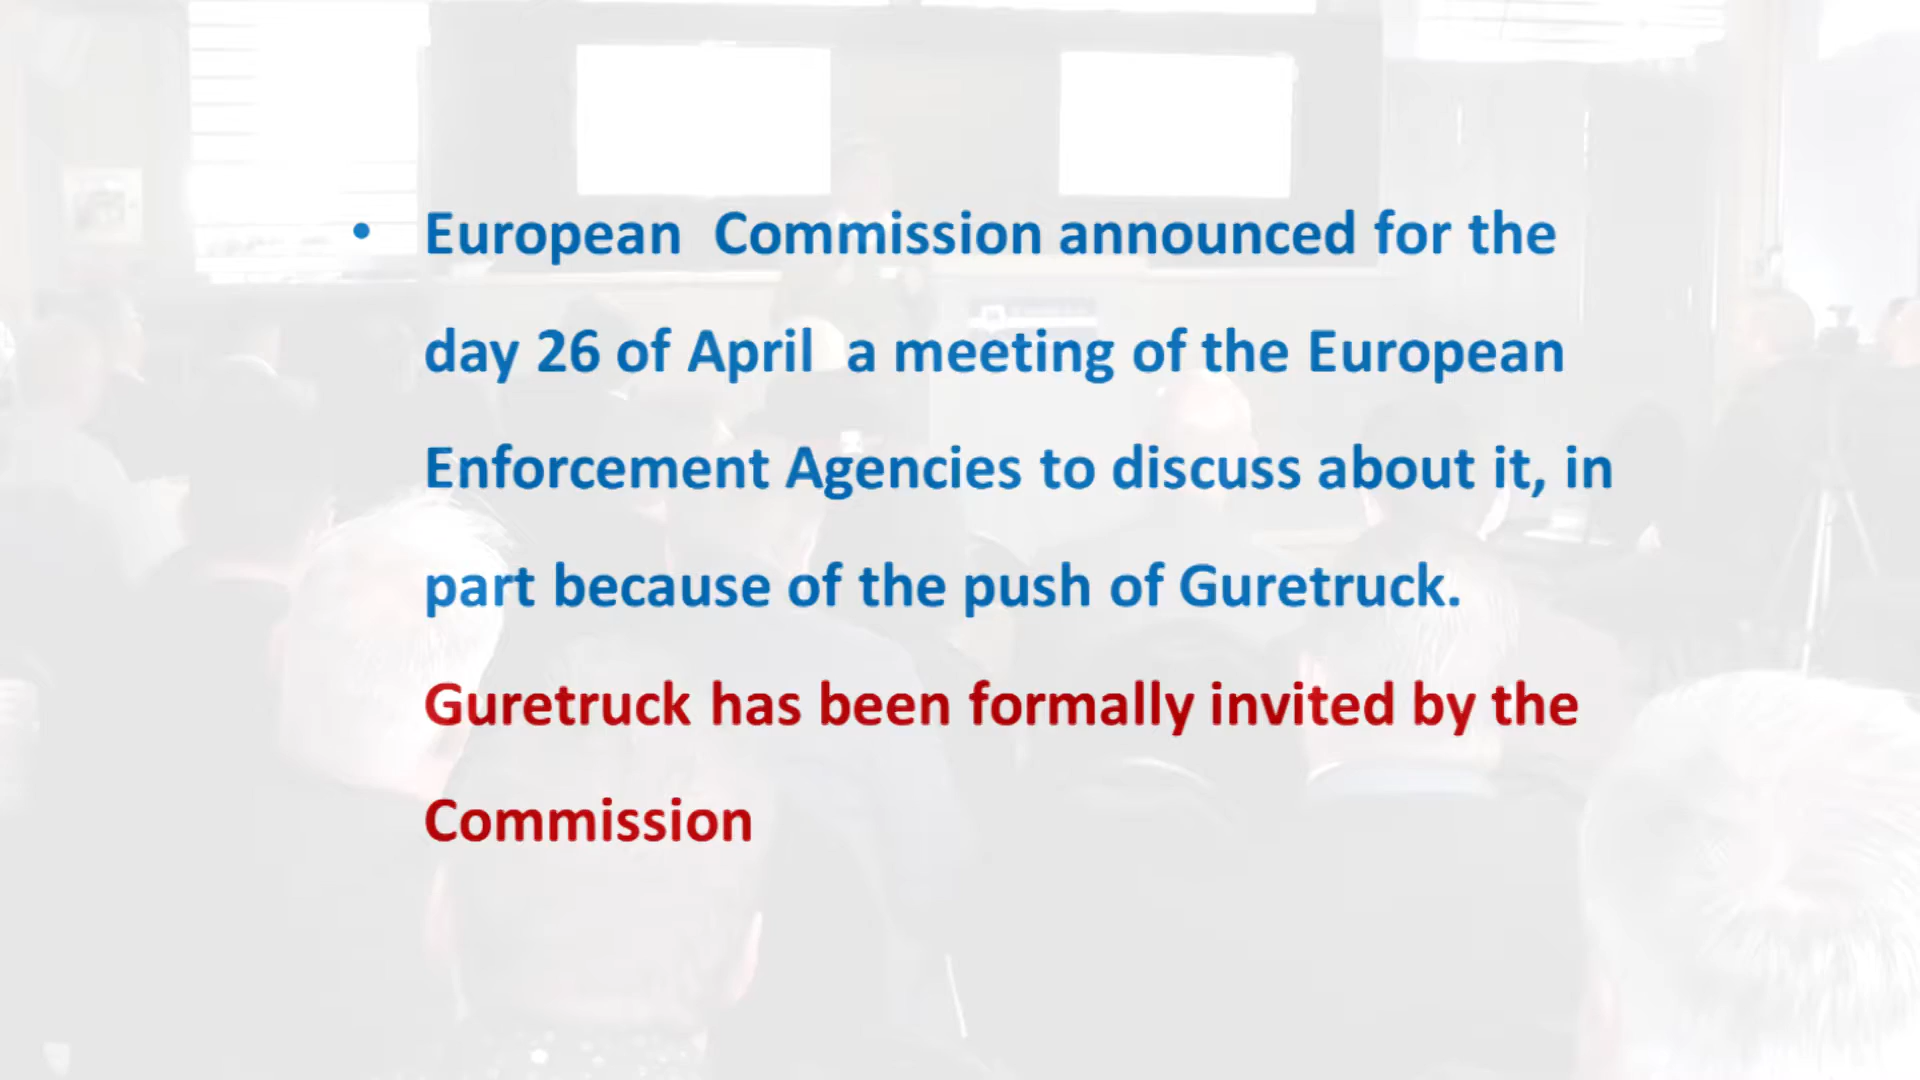 • European  Commission announced for the
day 26 of April  a meeting of the European
Enforcement Agencies to discuss about it, in
part because of the push of Guretruck.
Guretruck has been formally invited by the
Commission